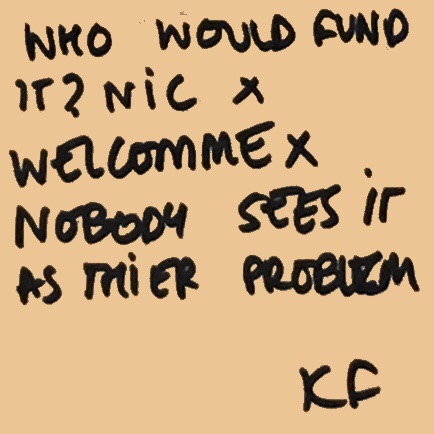 WHO WOULD FUND
IT? NIC X
WELCOMME X
NOBODY SEES IT
AS THIER PROBLEM
KF